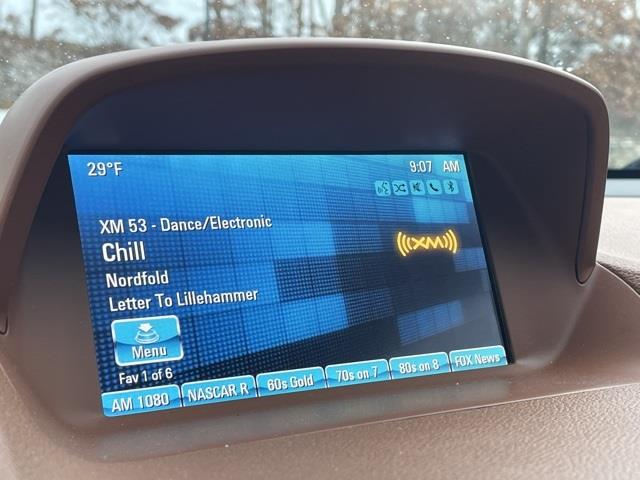 29°F 9:07 AM
XM 53 - Dance/Electronic
Chill
((XM))
Nordfold
Letter To Lillehammer
Menu
Fav 1 of 6
AM 1080 NASCAR R 60s Gold 70s on 7 80s on 8 FOX News